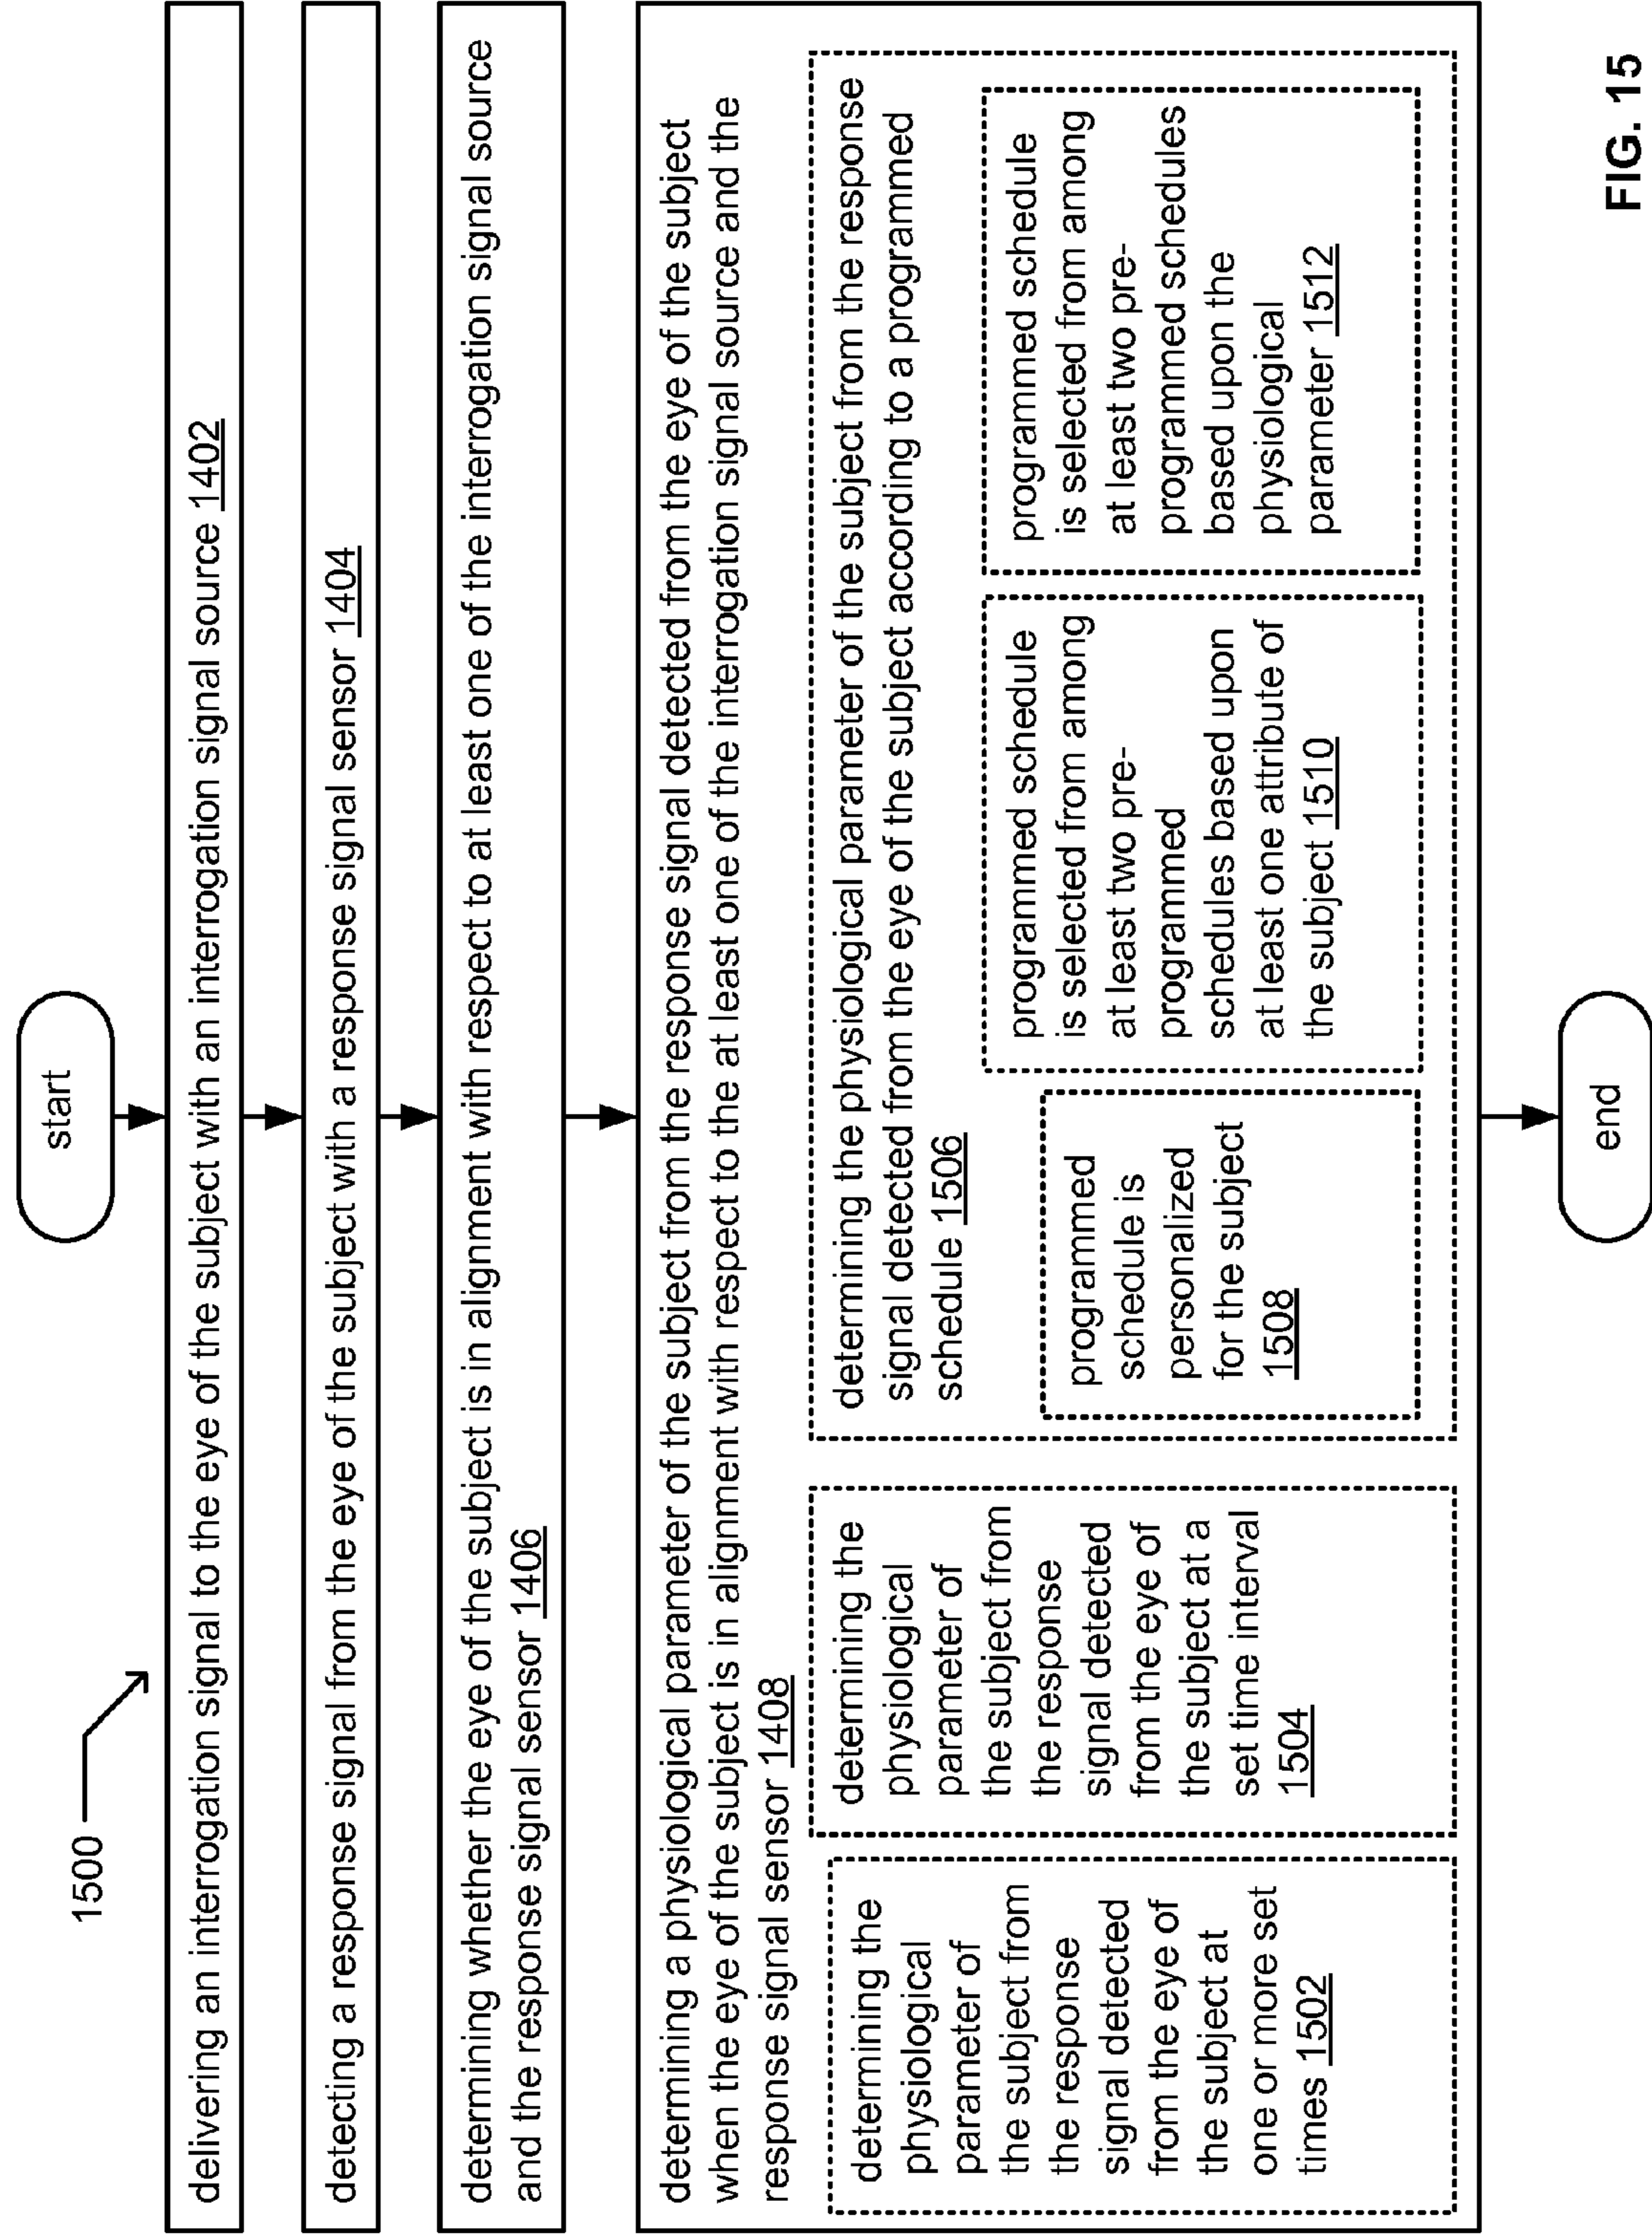 1500
start
delivering an interrogation signal to the eye of the subject with an interrogation signal source 1402
detecting a response signal from the eye of the subject with a response signal sensor 1404
determining whether the eye of the subject is in alignment with respect to at least one of the interrogation signal source
and the response signal sensor 1406
determining a physiological parameter of the subject from the response signal detected from the eye of the subject
when the eye of the subject is in alignment with respect to the at least one of the interrogation signal source and the
response signal sensor 1408
determining the
physiological
parameter of
the subject from
the response
signal detected
from the eye of
the subject at
one or more set
times 1502
determining the
physiological
parameter of
the subject from
the response
signal detected
from the eye of
the subject at a
set time interval
1504
determining the physiological parameter of the subject from the response
signal detected from the eye of the subject according to a programmed
schedule 1506
programmed
schedule is
personalized
for the subject
1508
programmed schedule
is selected from among
at least two pre-
programmed
schedules based upon
at least one attribute of
the subject 1510
programmed schedule
is selected from among
at least two pre-
programmed schedules
based upon the
physiological
parameter 1512
end
FIG. 15